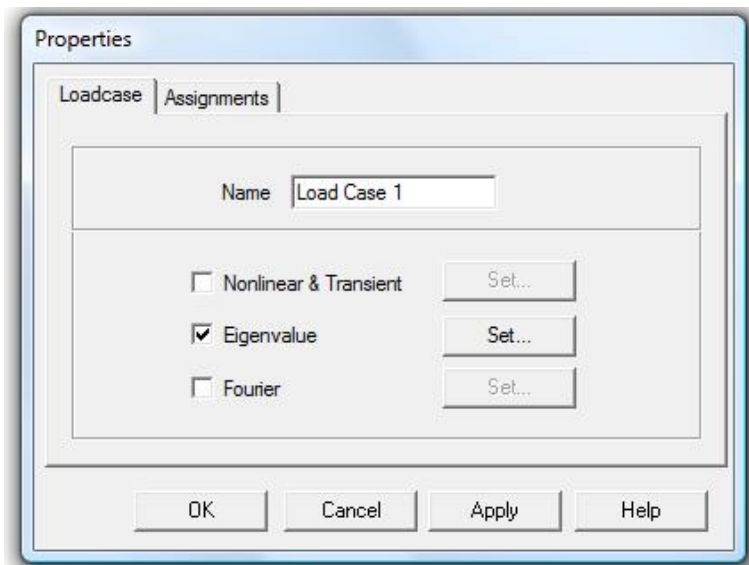 Properties
Loadcase Assignments
Name Load Case 1
Nonlinear & Transient Set...
Eigenvalue Set...
Fourier Set...
OK Cancel Apply Help